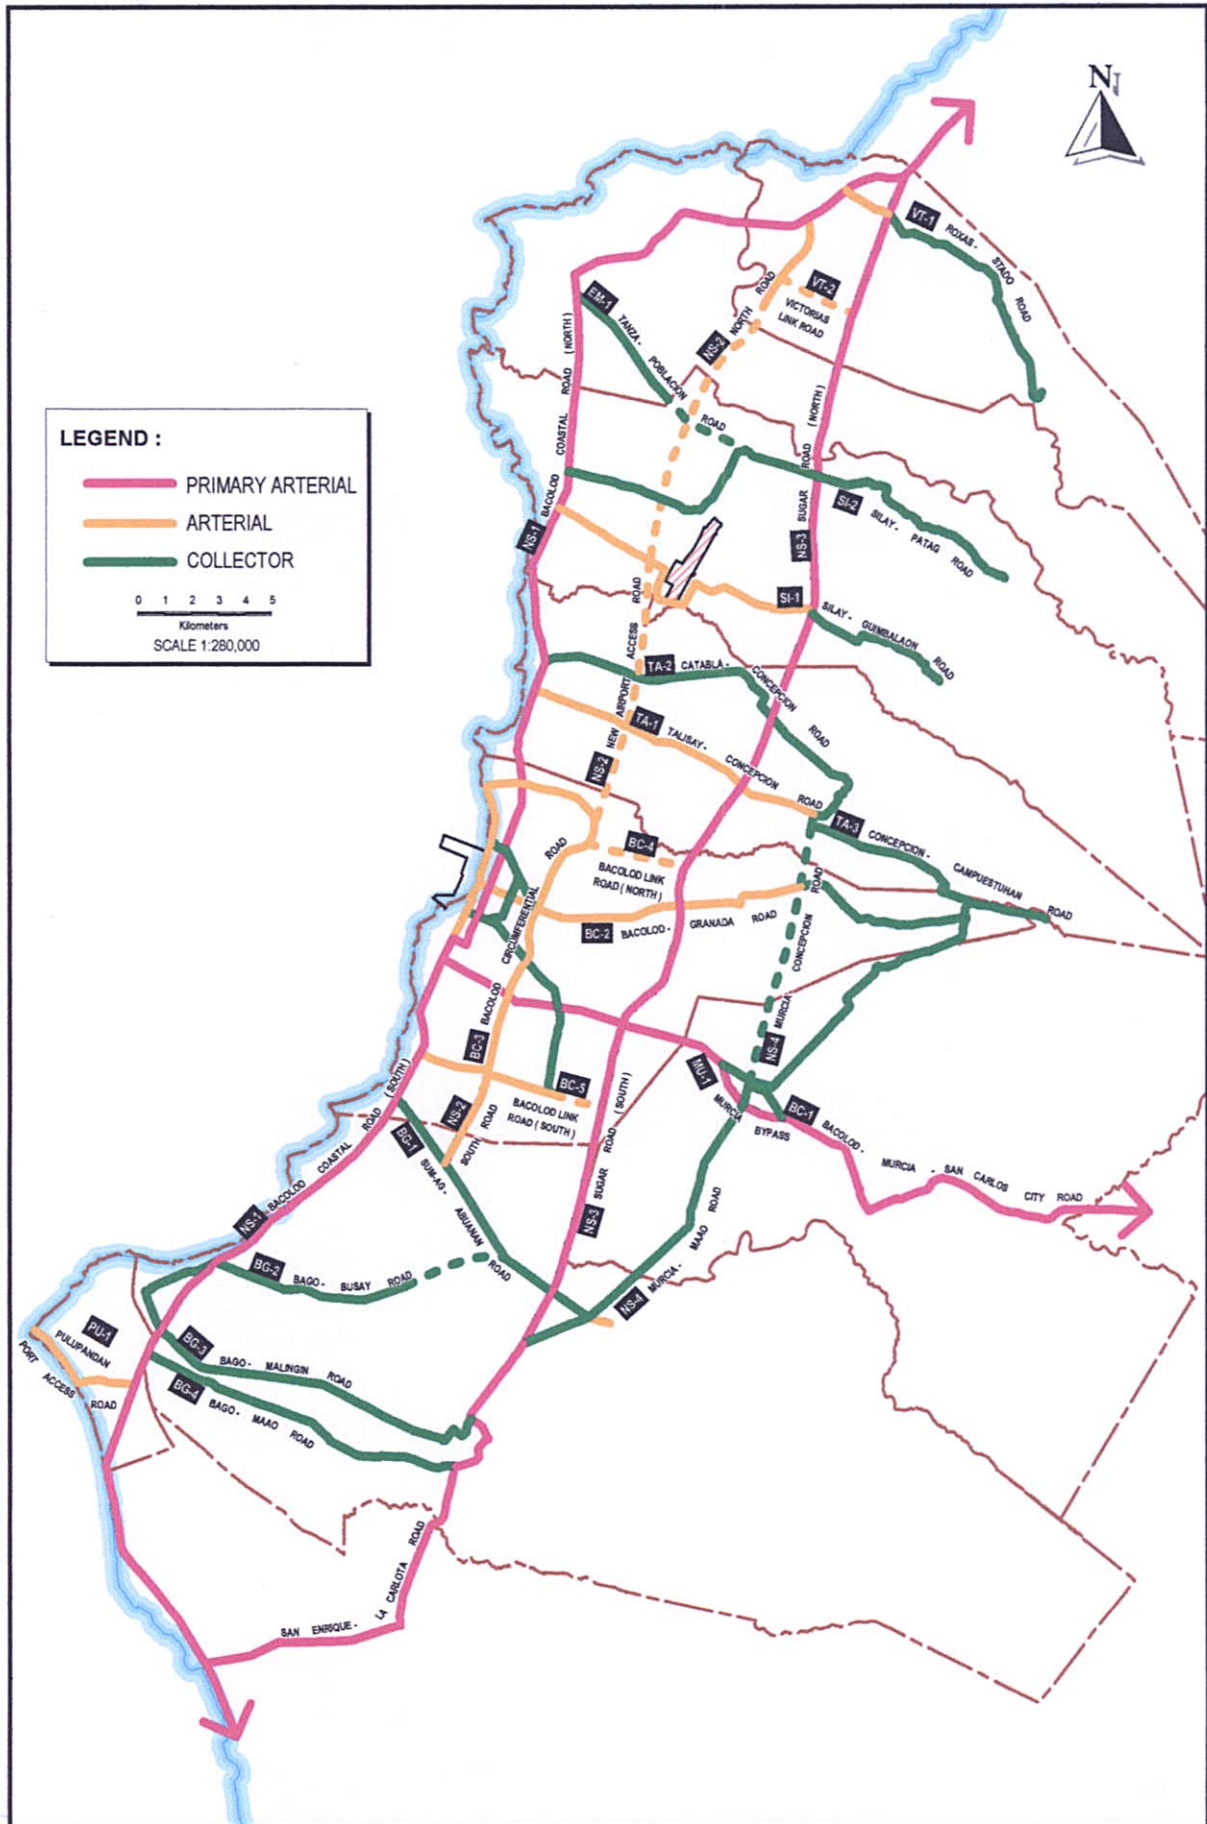 N
VT-1
ROXAS-
STADO
ROAD
VT-2
VICTORIAS
LINK ROAD
NS-2
NORTH
ROAD
EM-1
TANZA-
POBLACION
ROAD
NS-1
BACOLOD
COASTAL
ROAD
(NORTH)
LEGEND :
PRIMARY ARTERIAL
ARTERIAL
COLLECTOR
0 1 2 3 4 5
Kilometers
SCALE 1:280,000
NS-3
SUGAR
ROAD
(NORTH)
SI-2
SILAY-
PATAG
ROAD
SI-1
SILAY-
GUIMBALAON
ROAD
NS-2
NEW
AIRPORT
ACCESS
ROAD
TA-2
CATABLA-
CONCEPCION
ROAD
TA-1
TALISAY-
CONCEPCION
ROAD
TA-3
CONCEPCION-
CAMPUESTUHAN
ROAD
BC-4
BACOLOD LINK
ROAD (NORTH)
BC-2
BACOLOD-
GRANADA
ROAD
BC-3
BACOLOD
CIRCUMFERENTIAL
ROAD
NS-4
MURCIA-
CONCEPCION
ROAD
BC-5
BACOLOD LINK
ROAD (SOUTH)
MU-1
MURCIA
BYPASS
BC-1
BACOLOD-
MURCIA -
SAN CARLOS
CITY ROAD
NS-2
SOUTH
ROAD
NS-1
BACOLOD
COASTAL
ROAD
(SOUTH)
BG-1
SUM-AG-
ABUANAN
ROAD
NS-3
SUGAR
ROAD
(SOUTH)
NS-4
MURCIA-
MAAO
ROAD
BG-2
BAGO-
BUSAY
ROAD
PU-1
PULUPANDAN
PORT
ACCESS
ROAD
BG-3
BAGO-
MALINGIN
ROAD
BG-4
BAGO-
MAAO
ROAD
SAN ENRIQUE-
LA CARLOTA
ROAD